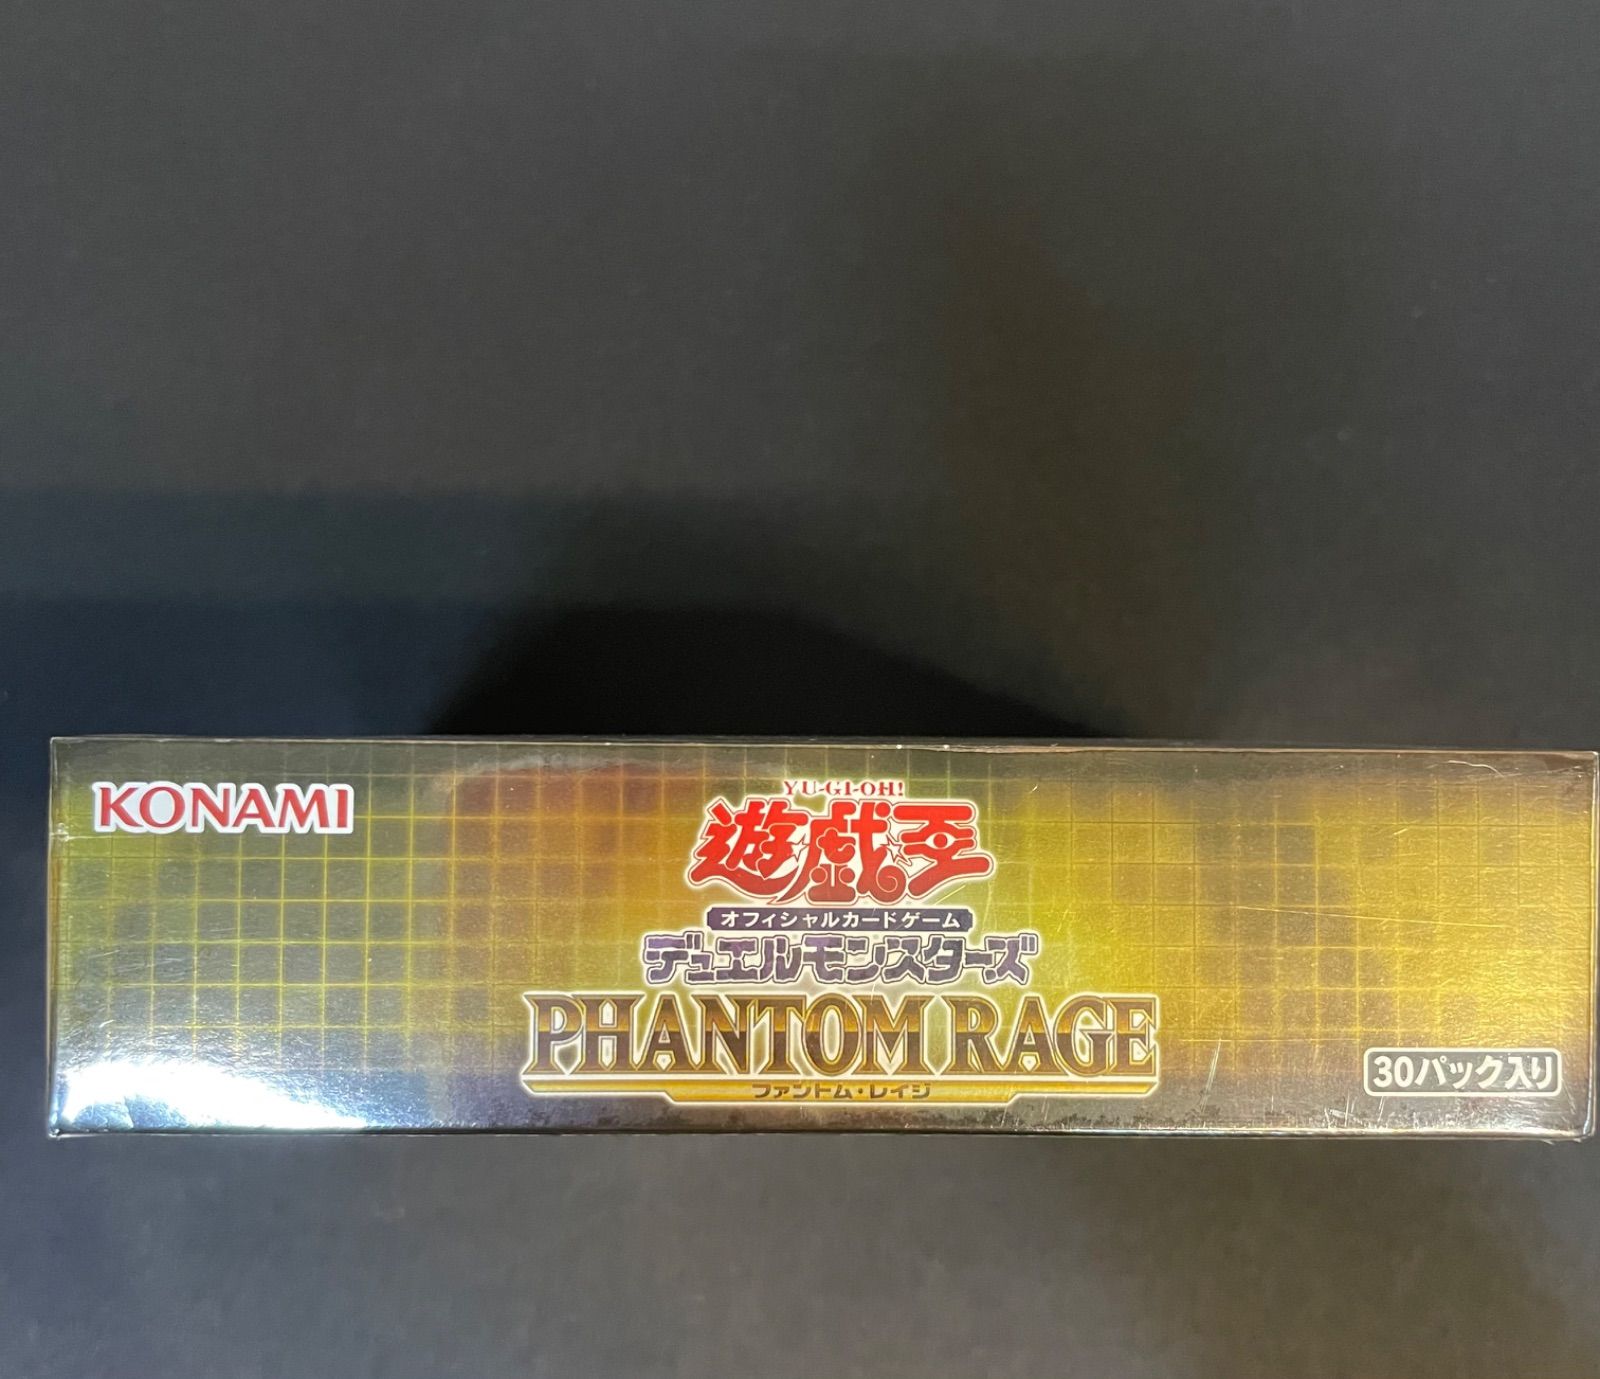 KONAMI
YU-GI-OH!
遊戯王
オフィシャルカードゲーム
デュエルモンスターズ
PHANTOM RAGE
ファントム・レイジ
30パック入り